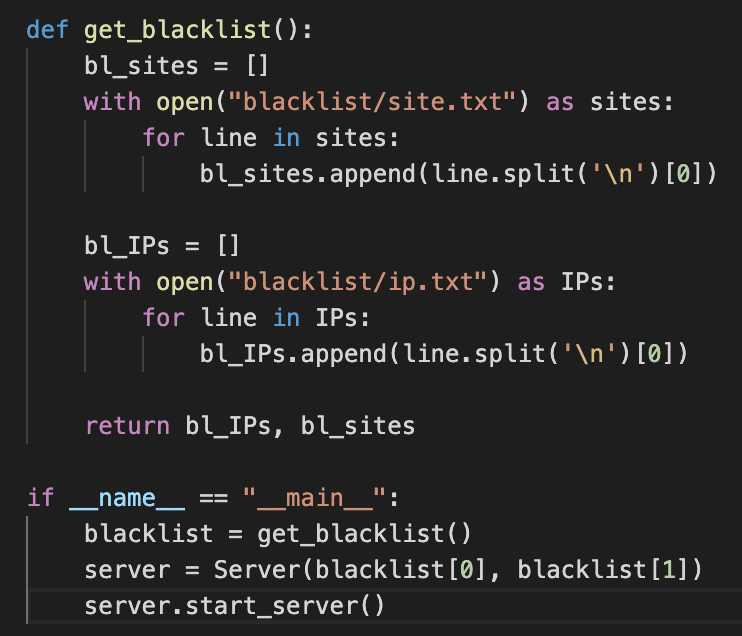 def get_blacklist():
    bl_sites = []
    with open("blacklist/site.txt") as sites:
        for line in sites:
            bl_sites.append(line.split('\n')[0])

    bl_IPs = []
    with open("blacklist/ip.txt") as IPs:
        for line in IPs:
            bl_IPs.append(line.split('\n')[0])

    return bl_IPs, bl_sites

if __name__ == "__main__":
    blacklist = get_blacklist()
    server = Server(blacklist[0], blacklist[1])
    server.start_server()